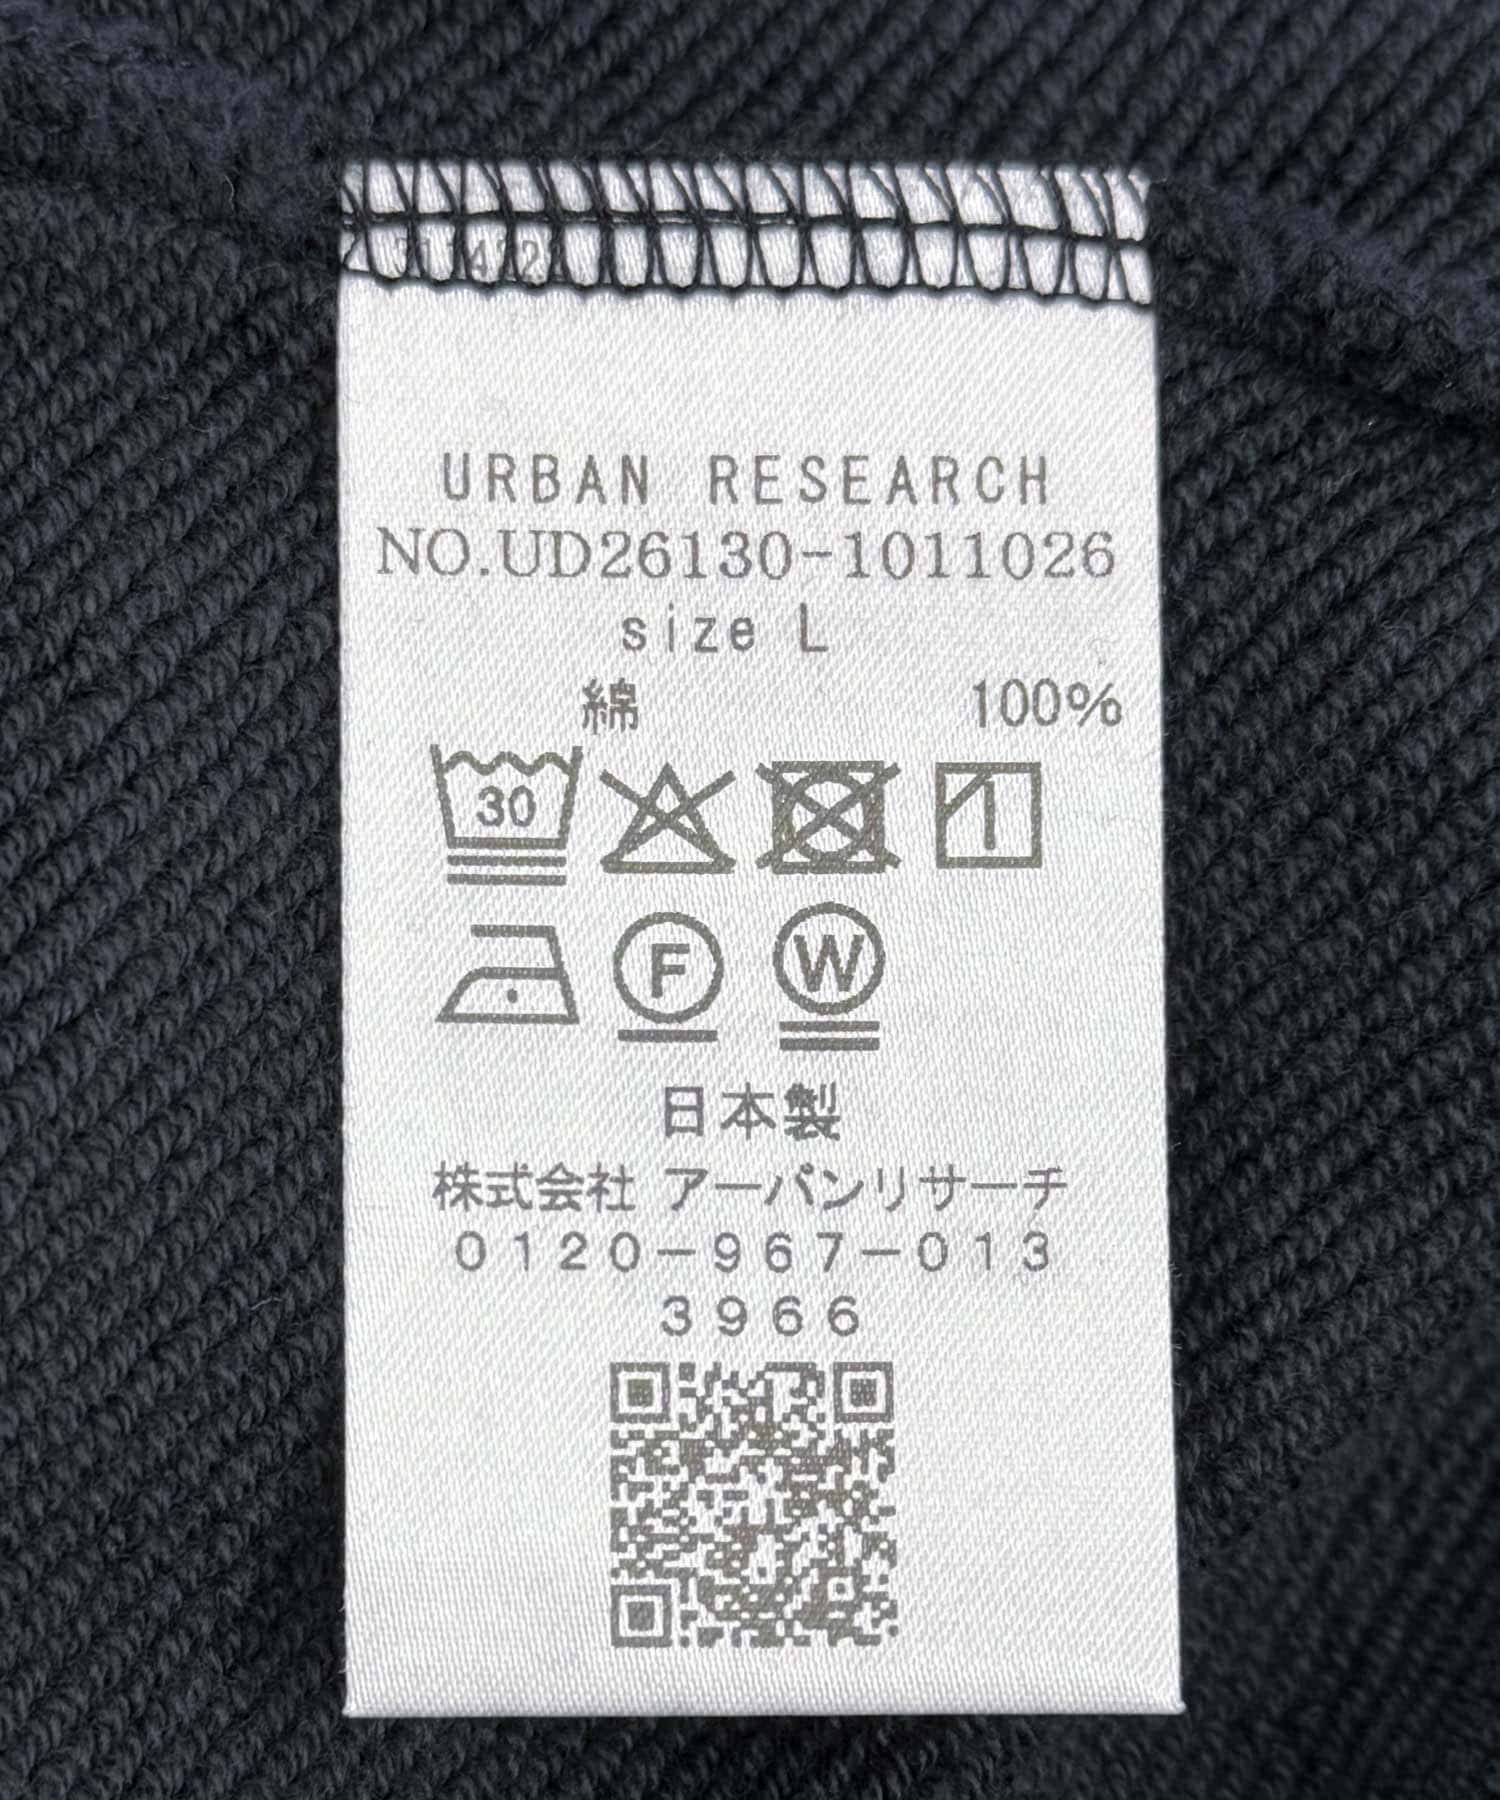 URBAN RESEARCH
NO.UD26130-1011026
size L
綿 100%
30
F W
日本製
株式会社 アーバンリサーチ
0120-967-013
3966